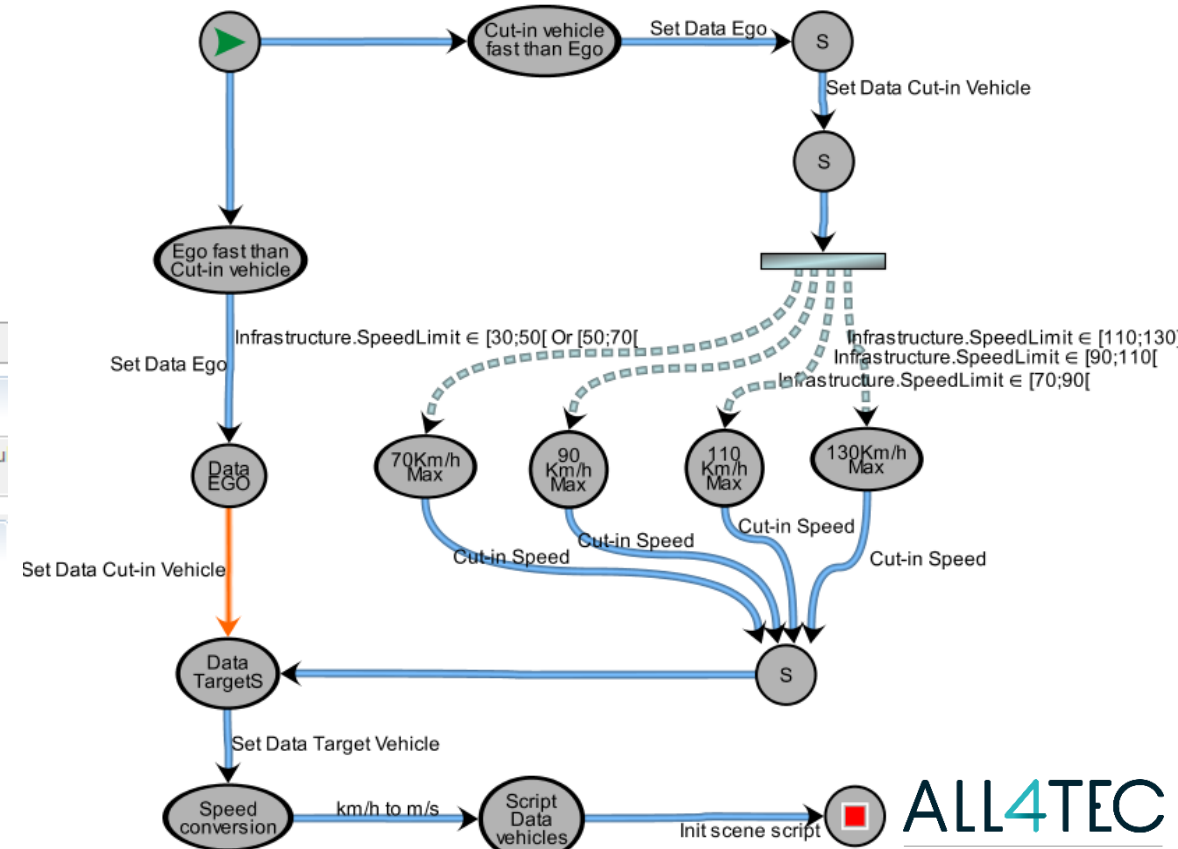 Cut-in vehicle
fast than Ego
Set Data Ego
S
Set Data Cut-in Vehicle
S
Ego fast than
Cut-in vehicle
Infrastructure.SpeedLimit ∈ [30;50[ Or [50;70[
Infrastructure.SpeedLimit ∈ [110;130]
Infrastructure.SpeedLimit ∈ [90;110[
Infrastructure.SpeedLimit ∈ [70;90[
Set Data Ego
70Km/h
Max
90
Km/h
Max
110
Km/h
Max
130Km/h
Max
Data
EGO
Cut-in Speed
Cut-in Speed
Cut-in Speed
Cut-in Speed
Set Data Cut-in Vehicle
Data
TargetS
S
Set Data Target Vehicle
Speed
conversion
km/h to m/s
Script
Data
vehicles
Init scene script
ALL4TEC